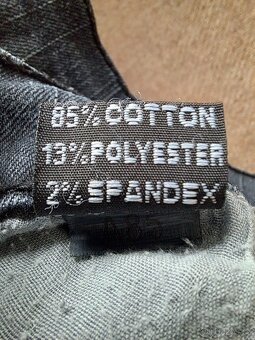 85% COTTON
13% POLYESTER
2% SPANDEX